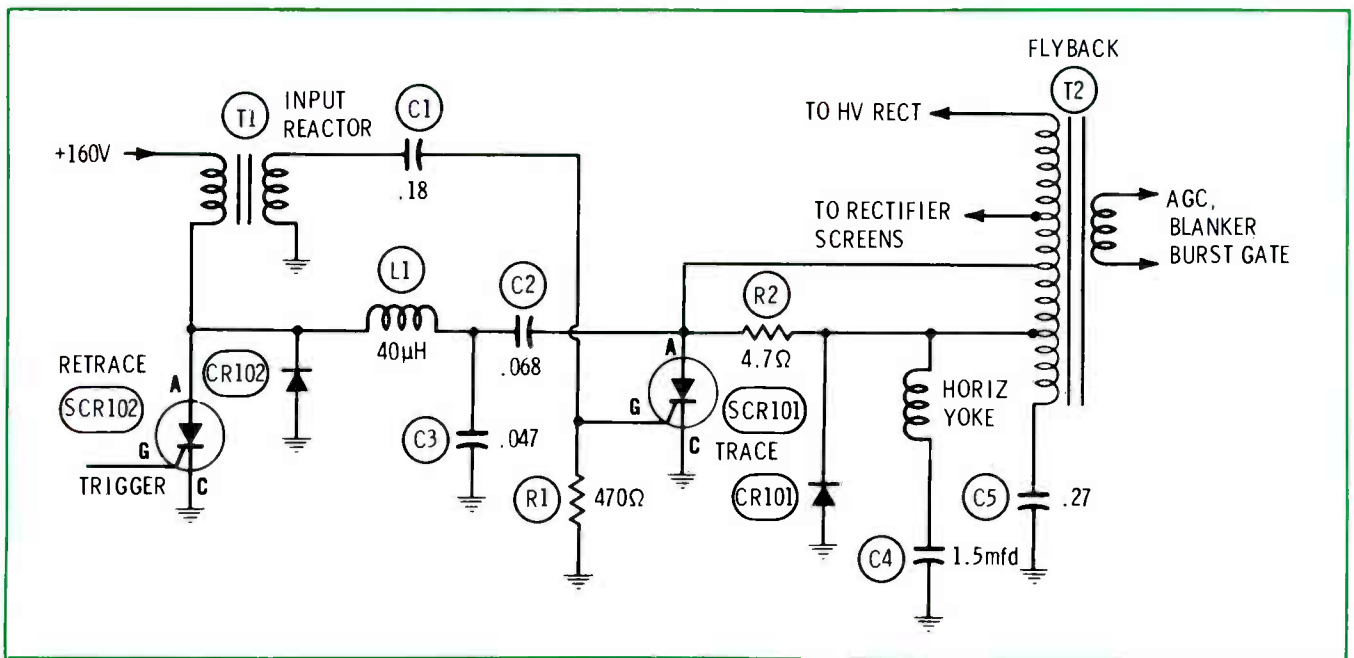 FLYBACK
T2
INPUT
REACTOR
T1
C1
TO HV RECT
+160V
.18
TO RECTIFIER
SCREENS
AGC,
BLANKER
BURST GATE
L1
C2
R2
40µH
.068
4.7Ω
RETRACE
SCR102
A
G
C
TRIGGER
CR102
C3
.047
A
G
C
SCR101
TRACE
HORIZ
YOKE
R1
470Ω
CR101
C5
.27
C4
1.5mfd